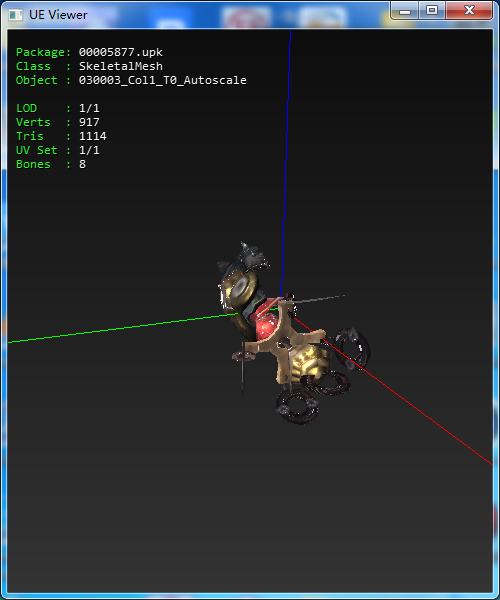 UE Viewer
Package: 00005877.upk
Class : SkeletalMesh
Object : 030003_Col1_T0_Autoscale
LOD : 1/1
Verts : 917
Tris : 1114
UV Set : 1/1
Bones : 8